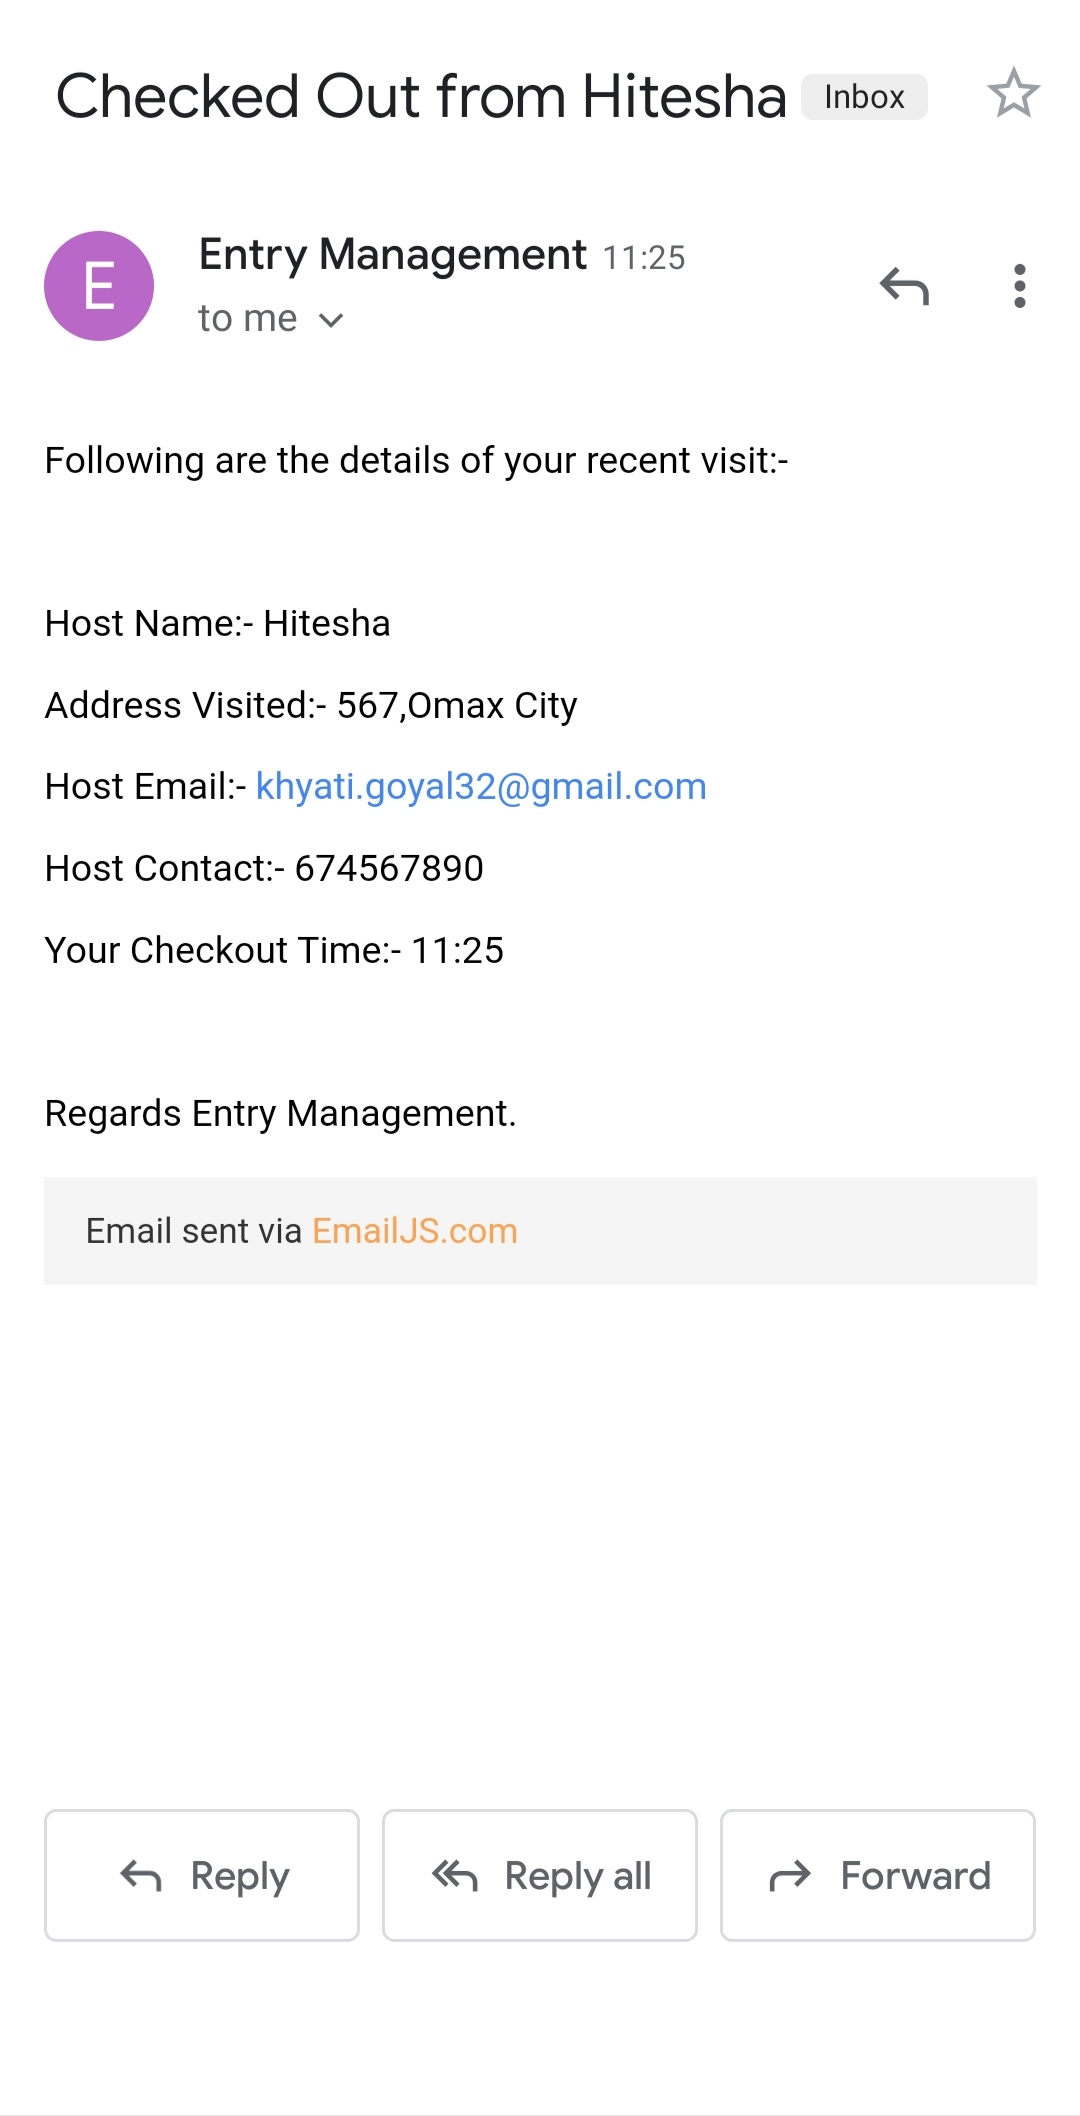 Checked Out from Hitesha Inbox
E
Entry Management 11:25
to me
Following are the details of your recent visit:-
Host Name:- Hitesha
Address Visited:- 567,Omax City
Host Email:- khyati.goyal32@gmail.com
Host Contact:- 674567890
Your Checkout Time:- 11:25
Regards Entry Management.
Email sent via EmailJS.com
Reply Reply all Forward